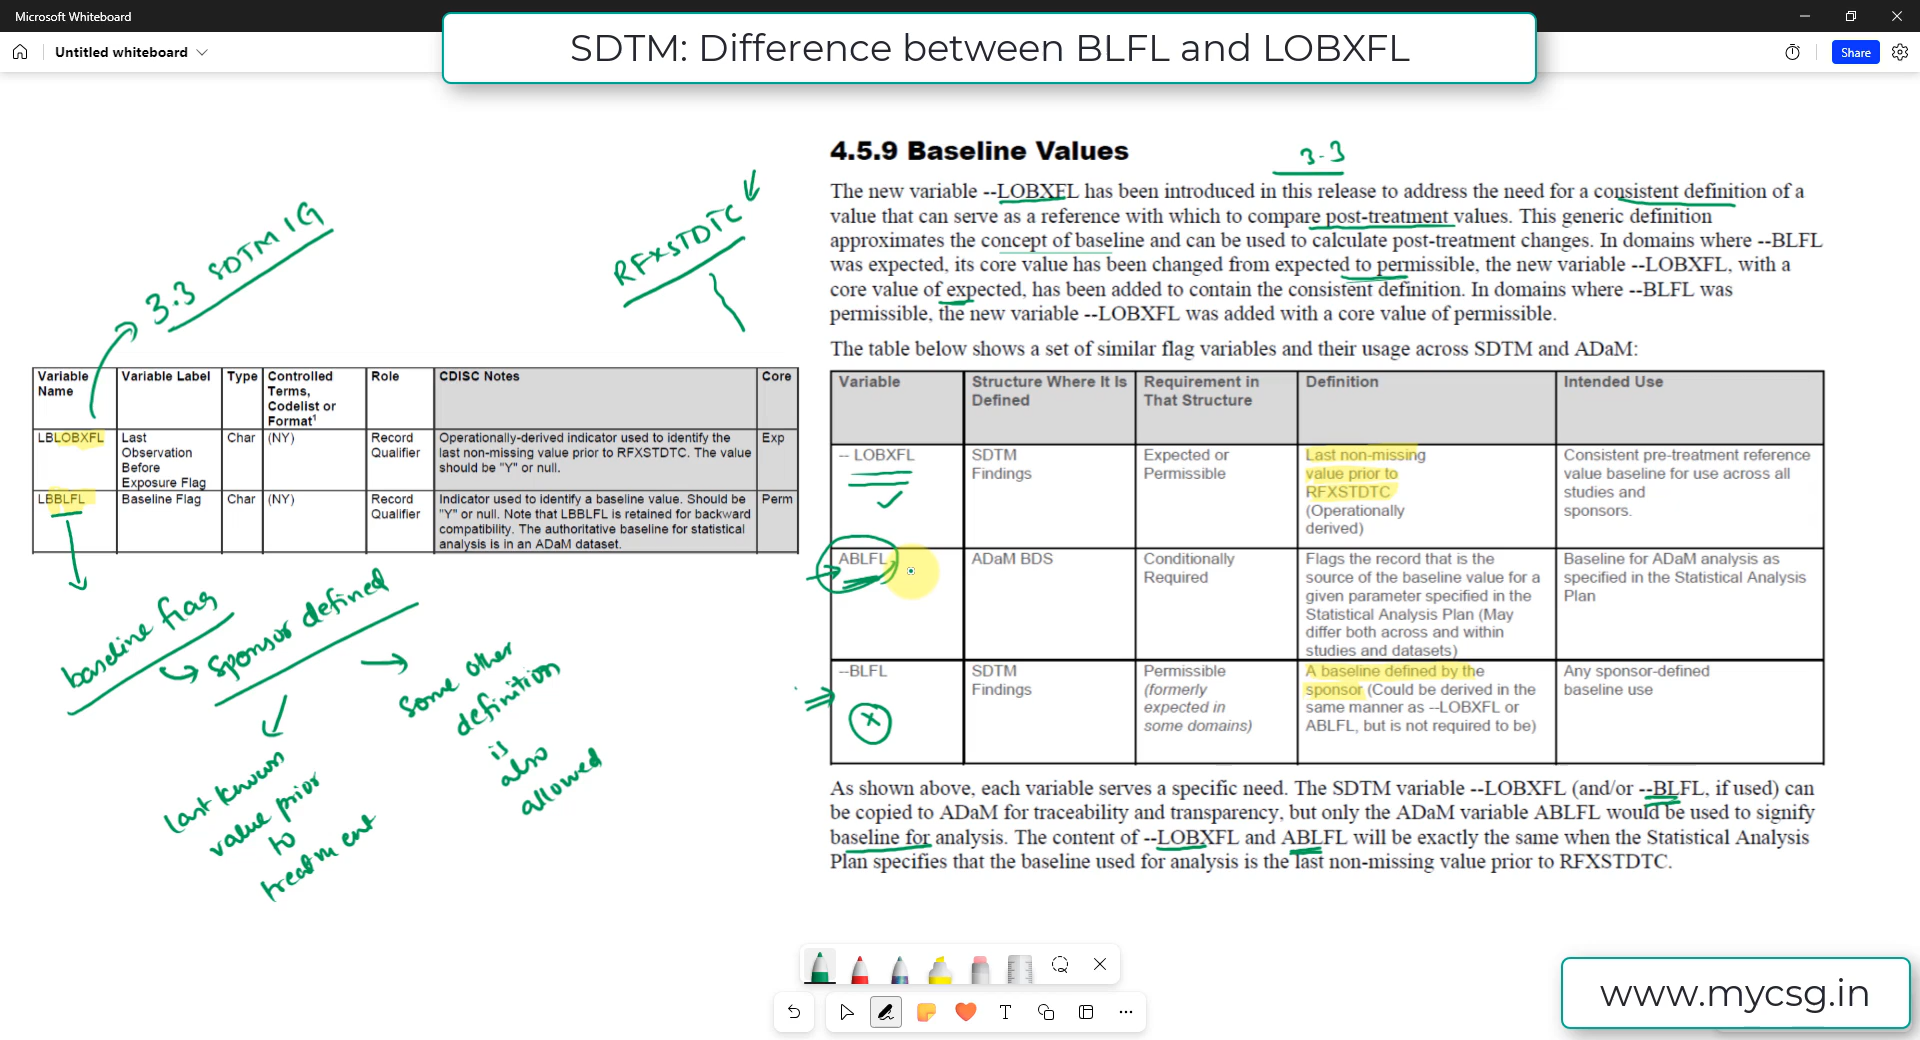 Microsoft Whiteboard
Untitled whiteboard
SDTM: Difference between BLFL and LOBXFL
Share
3.3 SDTM IG
RFXSTDTC
Variable Name | Variable Label | Type | Controlled Terms, Codelist or Format¹ | Role | CDISC Notes | Core
LBLOBXFL | Last Observation Before Exposure Flag | Char | (NY) | Record Qualifier | Operationally-derived indicator used to identify the last non-missing value prior to RFXSTDTC. The value should be "Y" or null. | Exp
LBBLFL | Baseline Flag | Char | (NY) | Record Qualifier | Indicator used to identify a baseline value. Should be "Y" or null. Note that LBBLFL is retained for backward compatibility. The authoritative baseline for statistical analysis is in an ADaM dataset. | Perm
baseline flag
sponsor defined
last known
value prior
to
treatment
some other
definition
is
also
allowed
4.5.9 Baseline Values
3.3
The new variable --LOBXFL has been introduced in this release to address the need for a consistent definition of a
value that can serve as a reference with which to compare post-treatment values. This generic definition
approximates the concept of baseline and can be used to calculate post-treatment changes. In domains where --BLFL
was expected, its core value has been changed from expected to permissible, the new variable --LOBXFL, with a
core value of expected, has been added to contain the consistent definition. In domains where --BLFL was
permissible, the new variable --LOBXFL was added with a core value of permissible.
The table below shows a set of similar flag variables and their usage across SDTM and ADaM:
Variable | Structure Where It Is Defined | Requirement in That Structure | Definition | Intended Use
-- LOBXFL | SDTM Findings | Expected or Permissible | Last non-missing value prior to RFXSTDTC (Operationally derived) | Consistent pre-treatment reference value baseline for use across all studies and sponsors.
ABLFL | ADaM BDS | Conditionally Required | Flags the record that is the source of the baseline value for a given parameter specified in the Statistical Analysis Plan (May differ both across and within studies and datasets) | Baseline for ADaM analysis as specified in the Statistical Analysis Plan
--BLFL | SDTM Findings | Permissible (formerly expected in some domains) | A baseline defined by the sponsor (Could be derived in the same manner as --LOBXFL or ABLFL, but is not required to be) | Any sponsor-defined baseline use
As shown above, each variable serves a specific need. The SDTM variable --LOBXFL (and/or --BLFL, if used) can
be copied to ADaM for traceability and transparency, but only the ADaM variable ABLFL would be used to signify
baseline for analysis. The content of --LOBXFL and ABLFL will be exactly the same when the Statistical Analysis
Plan specifies that the baseline used for analysis is the last non-missing value prior to RFXSTDTC.
www.mycsg.in